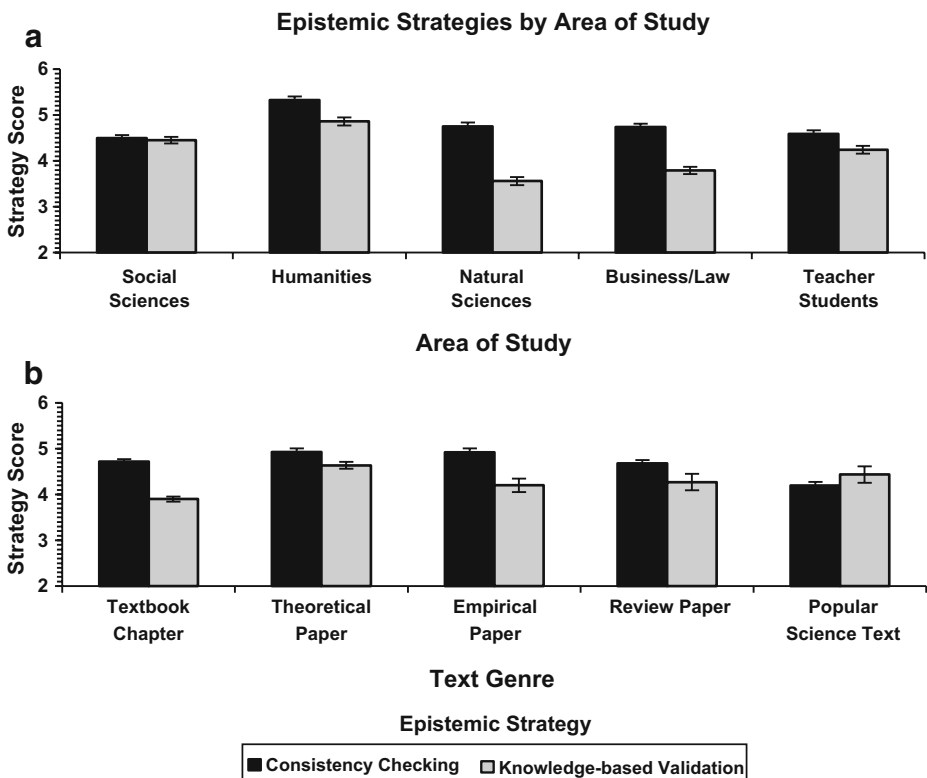 Epistemic Strategies by Area of Study
a
6
5
4
3
2
Strategy Score
Social
Sciences
Humanities
Natural
Sciences
Business/Law
Teacher
Students
Area of Study
b
6
5
4
3
2
Strategy Score
Textbook
Chapter
Theoretical
Paper
Empirical
Paper
Review Paper
Popular
Science Text
Text Genre
Epistemic Strategy
Consistency Checking
Knowledge-based Validation